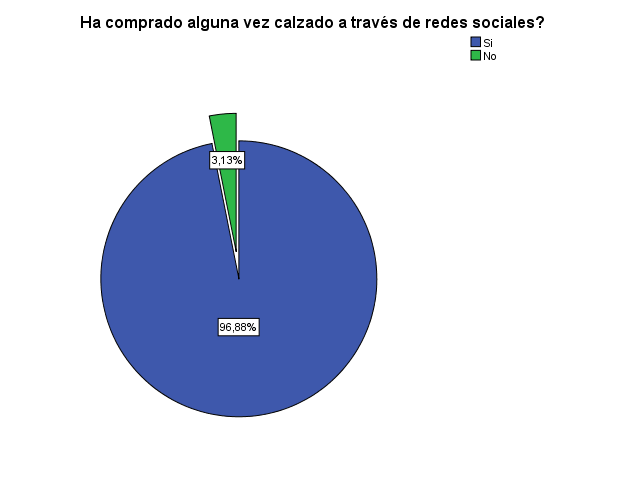 Ha comprado alguna vez calzado a través de redes sociales?
Si
No
3,13%
96,88%